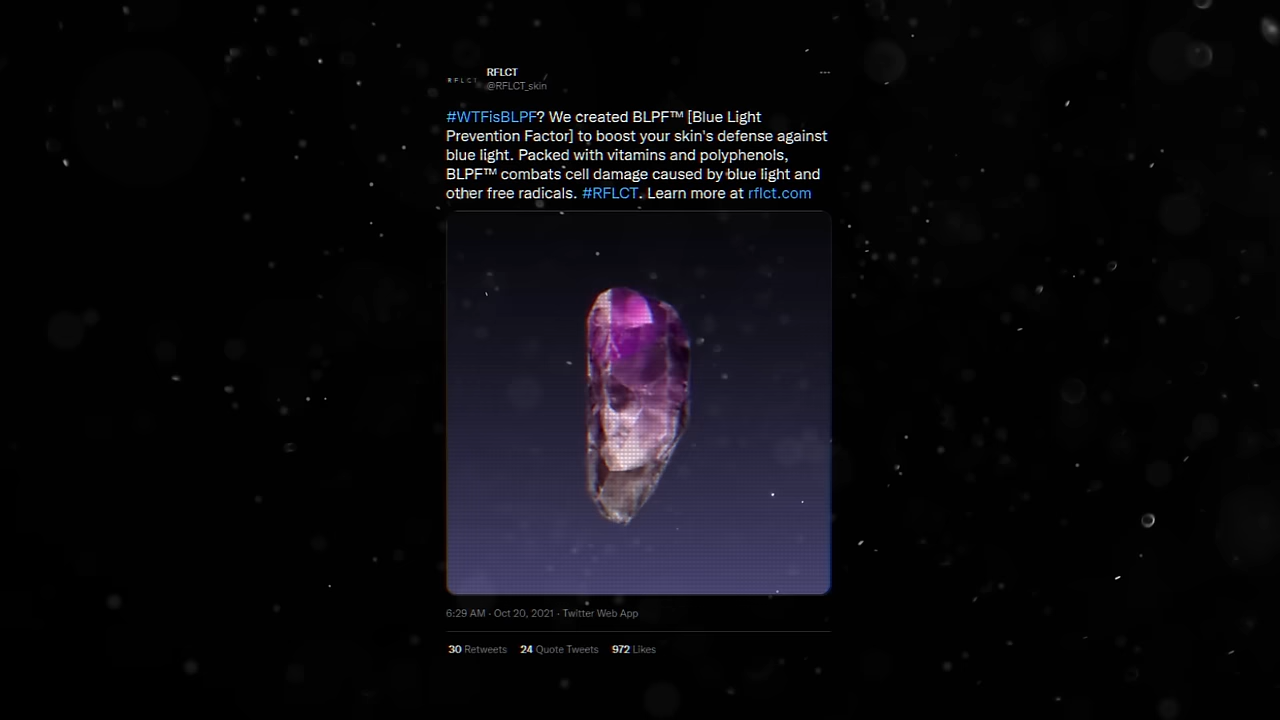 RFLCT
RFLCT
@RFLCT_skin
#WTFisBLPF? We created BLPF™ [Blue Light
Prevention Factor] to boost your skin's defense against
blue light. Packed with vitamins and polyphenols,
BLPF™ combats cell damage caused by blue light and
other free radicals. #RFLCT. Learn more at rflct.com
6:29 AM · Oct 20, 2021 · Twitter Web App
30 Retweets 24 Quote Tweets 972 Likes